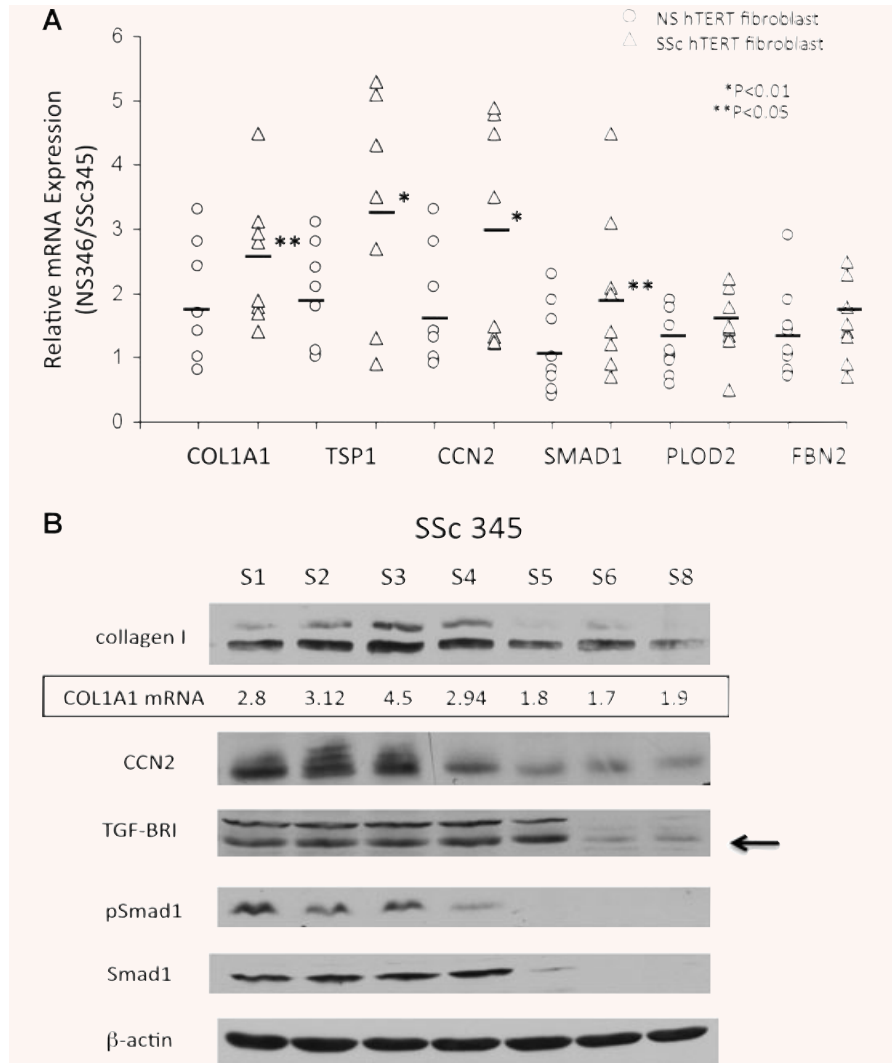 A
NS hTERT fibroblast
SSc hTERT fibroblast
*P<0.01
**P<0.05
Relative mRNA Expression
(NS346/SSc345)
6
5
4
3
2
1
0
**
*
*
**
COL1A1 TSP1 CCN2 SMAD1 PLOD2 FBN2
B
SSc 345
S1 S2 S3 S4 S5 S6 S8
collagen I
COL1A1 mRNA 2.8 3.12 4.5 2.94 1.8 1.7 1.9
CCN2
TGF-BRI
pSmad1
Smad1
β-actin